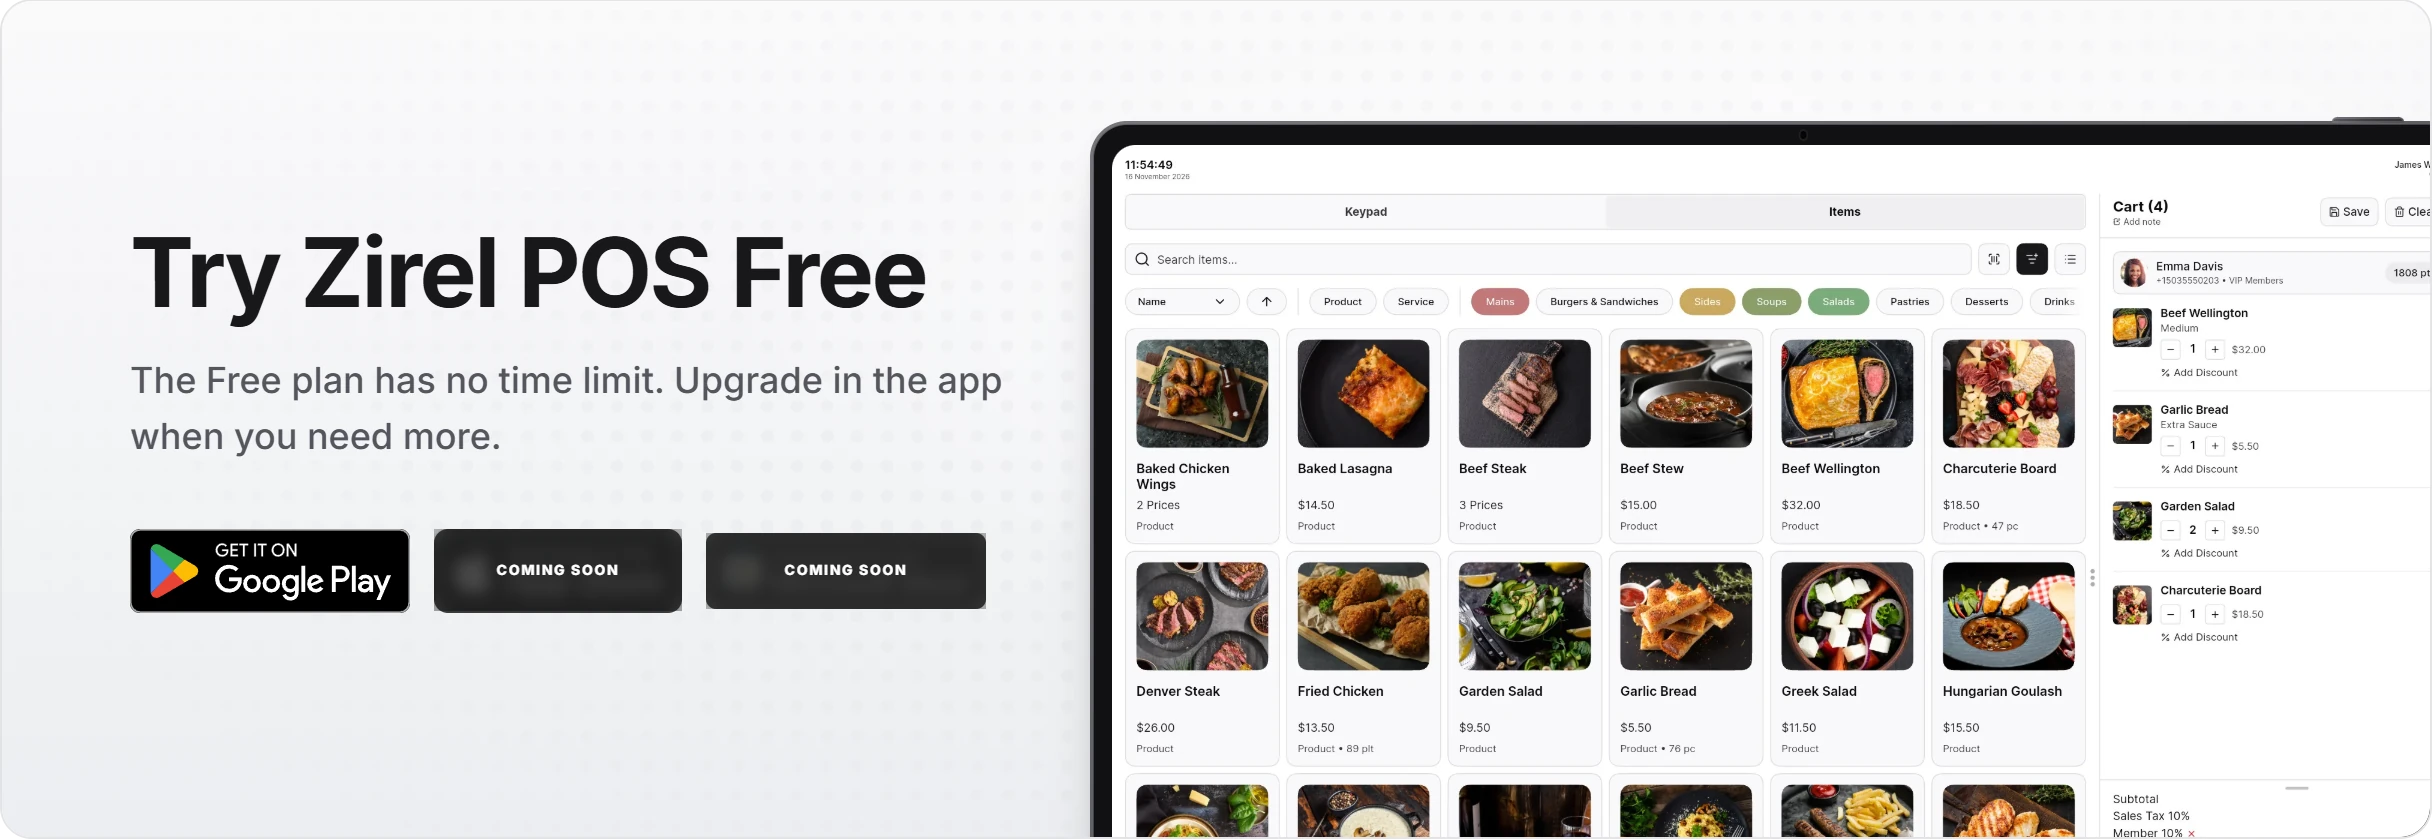 Try Zirel POS Free
The Free plan has no time limit. Upgrade in the app
when you need more.
GET IT ON
Google Play
COMING SOON
COMING SOON
11:54:49
16 November 2026
James W
Keypad
Items
Search items...
Name
Product
Service
Mains
Burgers & Sandwiches
Sides
Soups
Salads
Pastries
Desserts
Drinks
Baked Chicken
Wings
2 Prices
Product
Baked Lasagna
$14.50
Product
Beef Steak
3 Prices
Product
Beef Stew
$15.00
Product
Beef Wellington
$32.00
Product
Charcuterie Board
$18.50
Product • 47 pc
Denver Steak
$26.00
Product
Fried Chicken
$13.50
Product • 89 plt
Garden Salad
$9.50
Product
Garlic Bread
$5.50
Product • 76 pc
Greek Salad
$11.50
Product
Hungarian Goulash
$15.50
Product
Cart (4)
Add note
Save
Clea
Emma Davis
+15035550203 • VIP Members
1808 pt
Beef Wellington
Medium
− 1 + $32.00
Add Discount
Garlic Bread
Extra Sauce
− 1 + $5.50
Add Discount
Garden Salad
− 2 + $9.50
Add Discount
Charcuterie Board
− 1 + $18.50
Add Discount
Subtotal
Sales Tax 10%
Member 10% ×